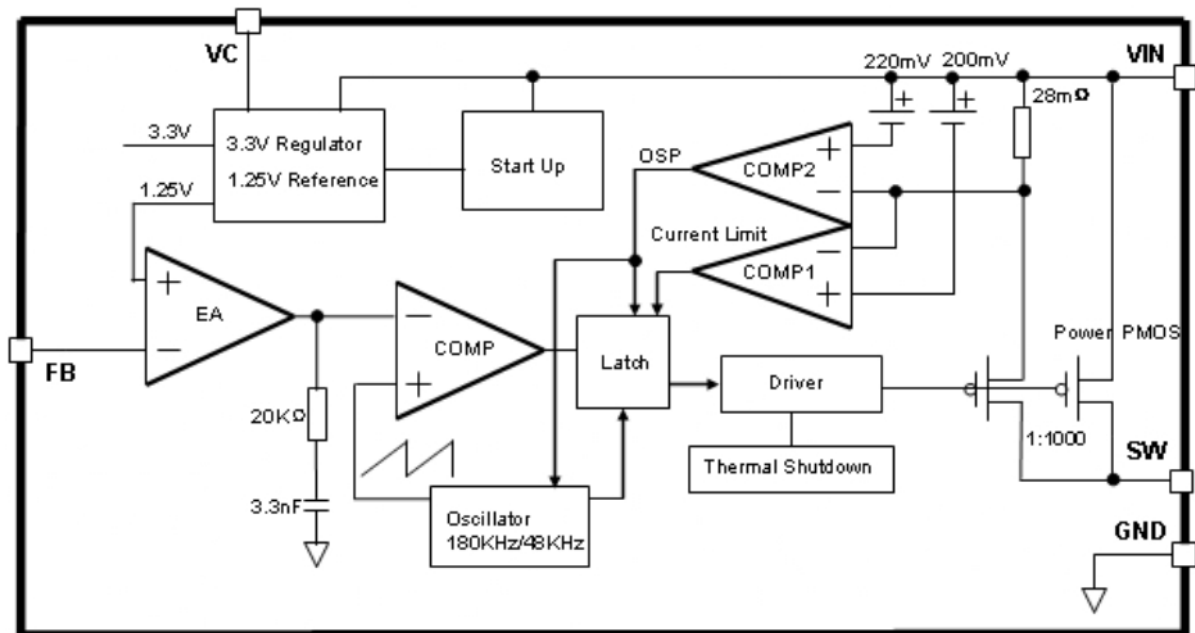 VC
220mV 200mV
VIN
28mΩ
3.3V
3.3V Regulator
1.25V Reference
1.25V
Start Up
OSP
COMP2
+
−
Current Limit
COMP1
−
+
EA
+
−
FB
COMP
−
+
Latch
Driver
Power PMOS
1:1000
Thermal Shutdown
20KΩ
3.3nF
Oscillator
180KHz/48KHz
SW
GND